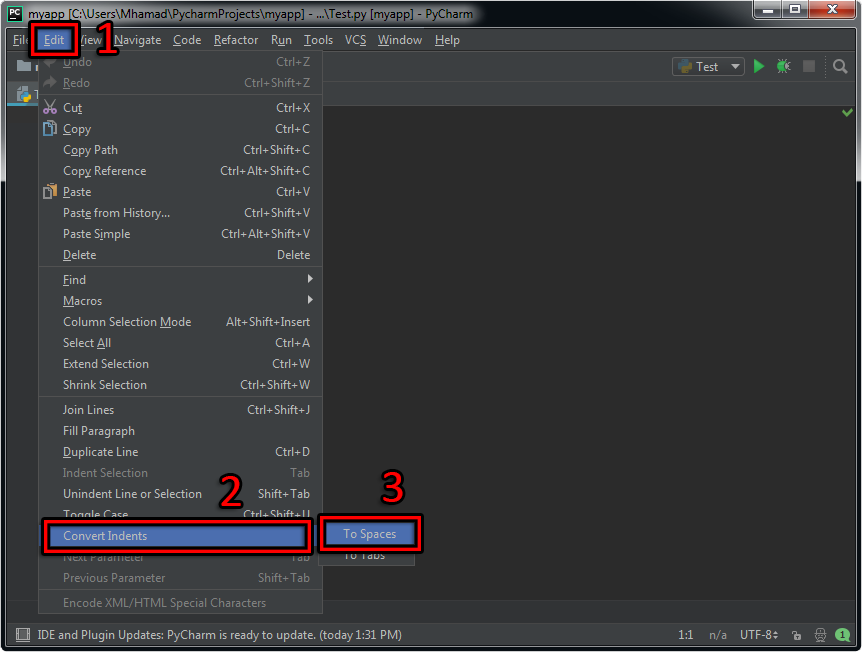 PC myapp [C:\Users\Mhamad\PycharmProjects\myapp] - ...\Test.py [myapp] - PyCharm
File Edit View Navigate Code Refactor Run Tools VCS Window Help
1
Test
Undo Ctrl+Z
Redo Ctrl+Shift+Z
Cut Ctrl+X
Copy Ctrl+C
Copy Path Ctrl+Shift+C
Copy Reference Ctrl+Alt+Shift+C
Paste Ctrl+V
Paste from History... Ctrl+Shift+V
Paste Simple Ctrl+Alt+Shift+V
Delete Delete
Find
Macros
Column Selection Mode Alt+Shift+Insert
Select All Ctrl+A
Extend Selection Ctrl+W
Shrink Selection Ctrl+Shift+W
Join Lines Ctrl+Shift+J
Fill Paragraph
Duplicate Line Ctrl+D
Indent Selection Tab
Unindent Line or Selection Shift+Tab
2
3
Toggle Case Ctrl+Shift+U
Convert Indents
To Spaces
To Tabs
Next Parameter Tab
Previous Parameter Shift+Tab
Encode XML/HTML Special Characters
IDE and Plugin Updates: PyCharm is ready to update. (today 1:31 PM) 1:1 n/a UTF-8 1